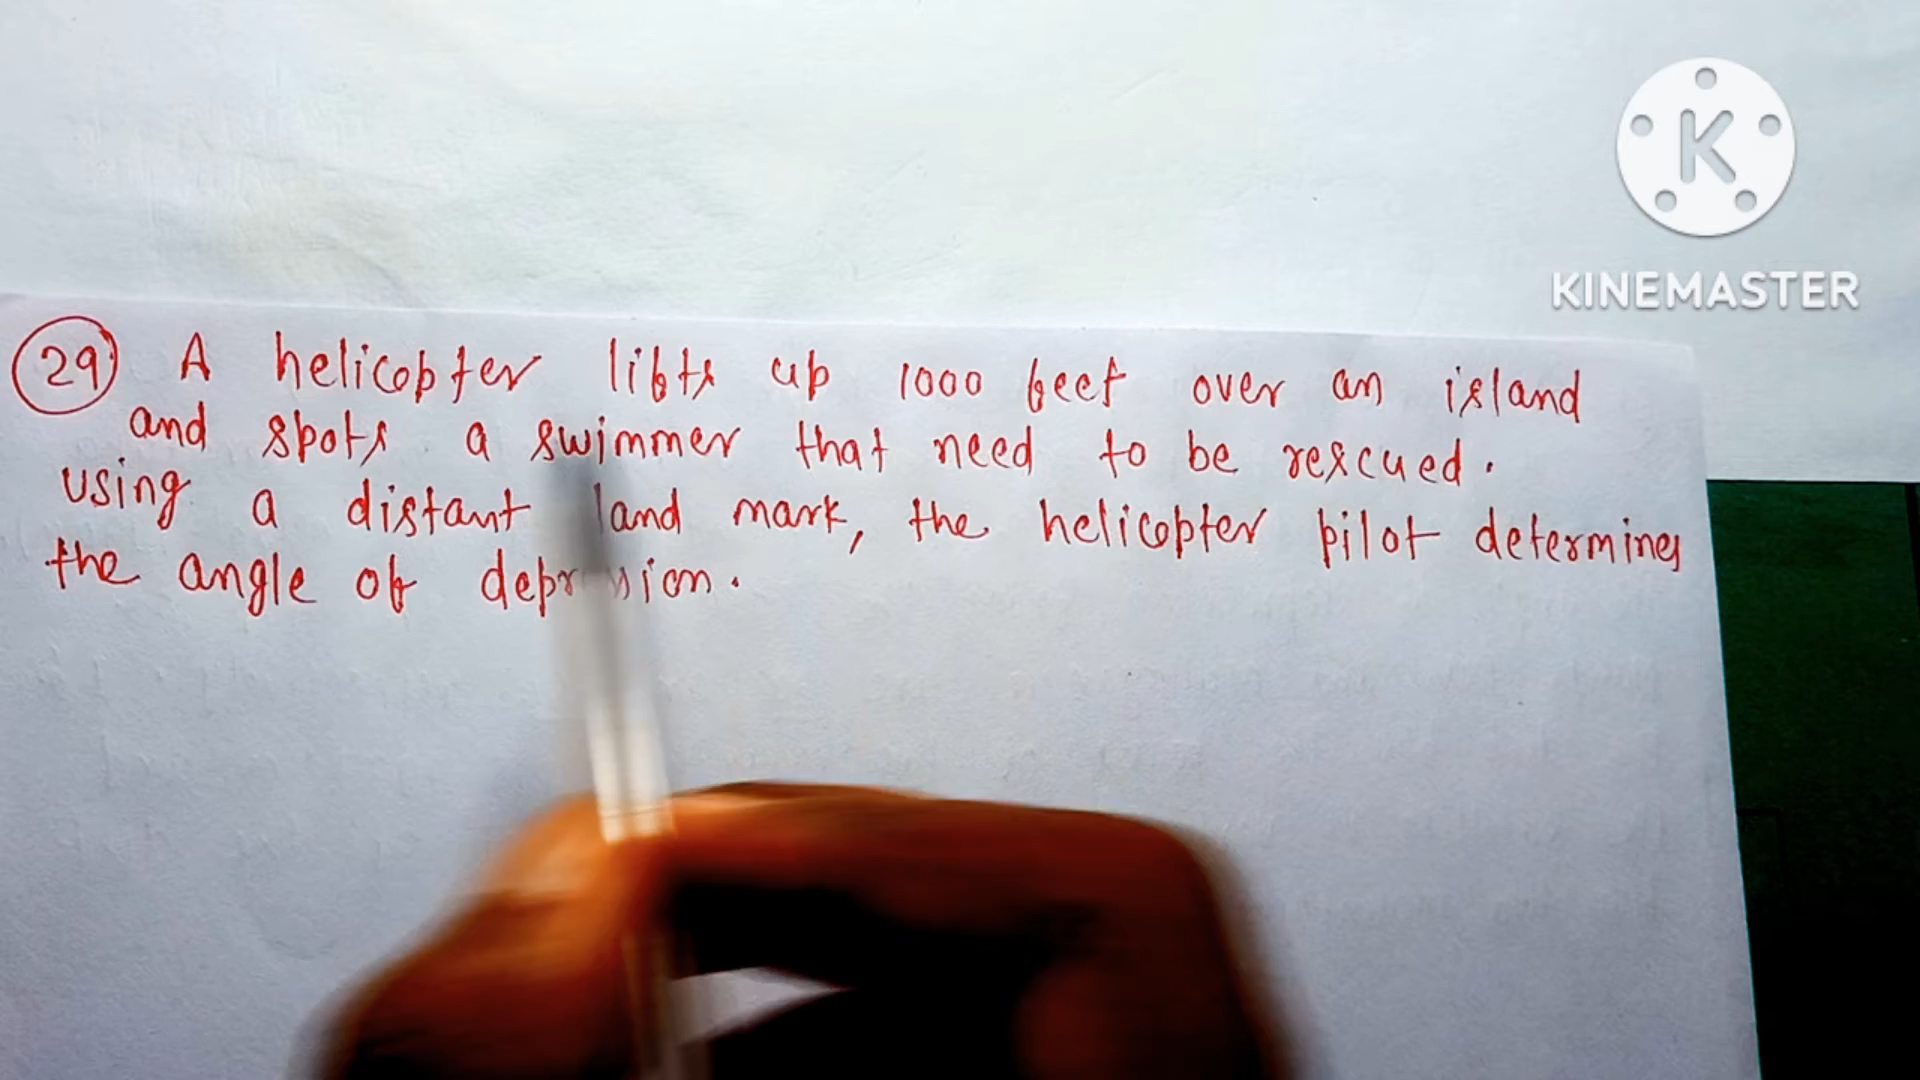 KINEMASTER
29 A helicopter lifts up 1000 feet over an island
and spots a swimmer that need to be rescued.
using a distant land mark, the helicopter pilot determines
the angle of depression.